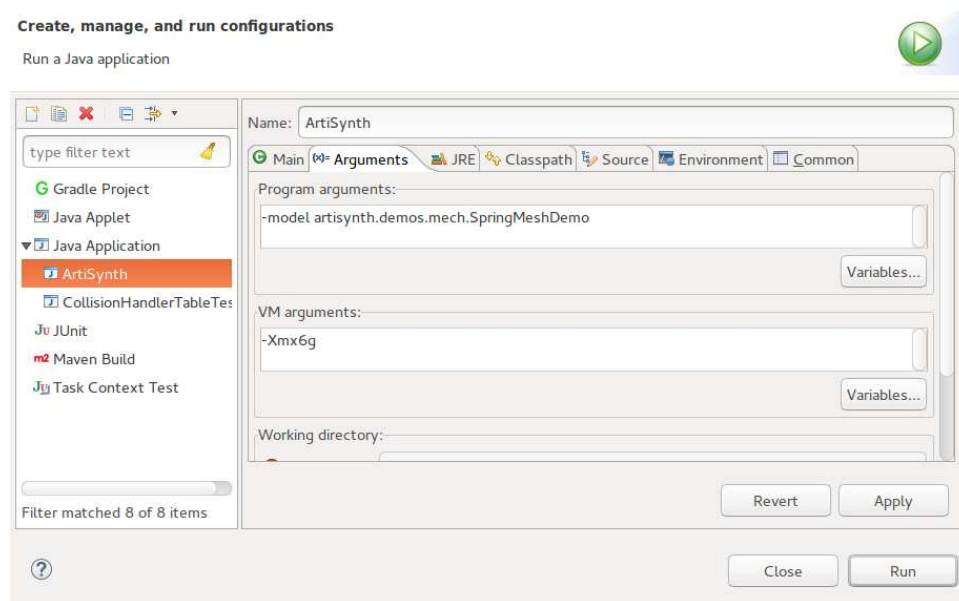 Create, manage, and run configurations
Run a Java application
type filter text
G Gradle Project
Java Applet
Java Application
ArtiSynth
CollisionHandlerTableTes
Ju JUnit
m2 Maven Build
Ju Task Context Test
Filter matched 8 of 8 items
Name: ArtiSynth
Main (x)= Arguments JRE Classpath Source Environment Common
Program arguments:
-model artisynth.demos.mech.SpringMeshDemo
Variables...
VM arguments:
-Xmx6g
Variables...
Working directory:
Revert Apply
? Close Run